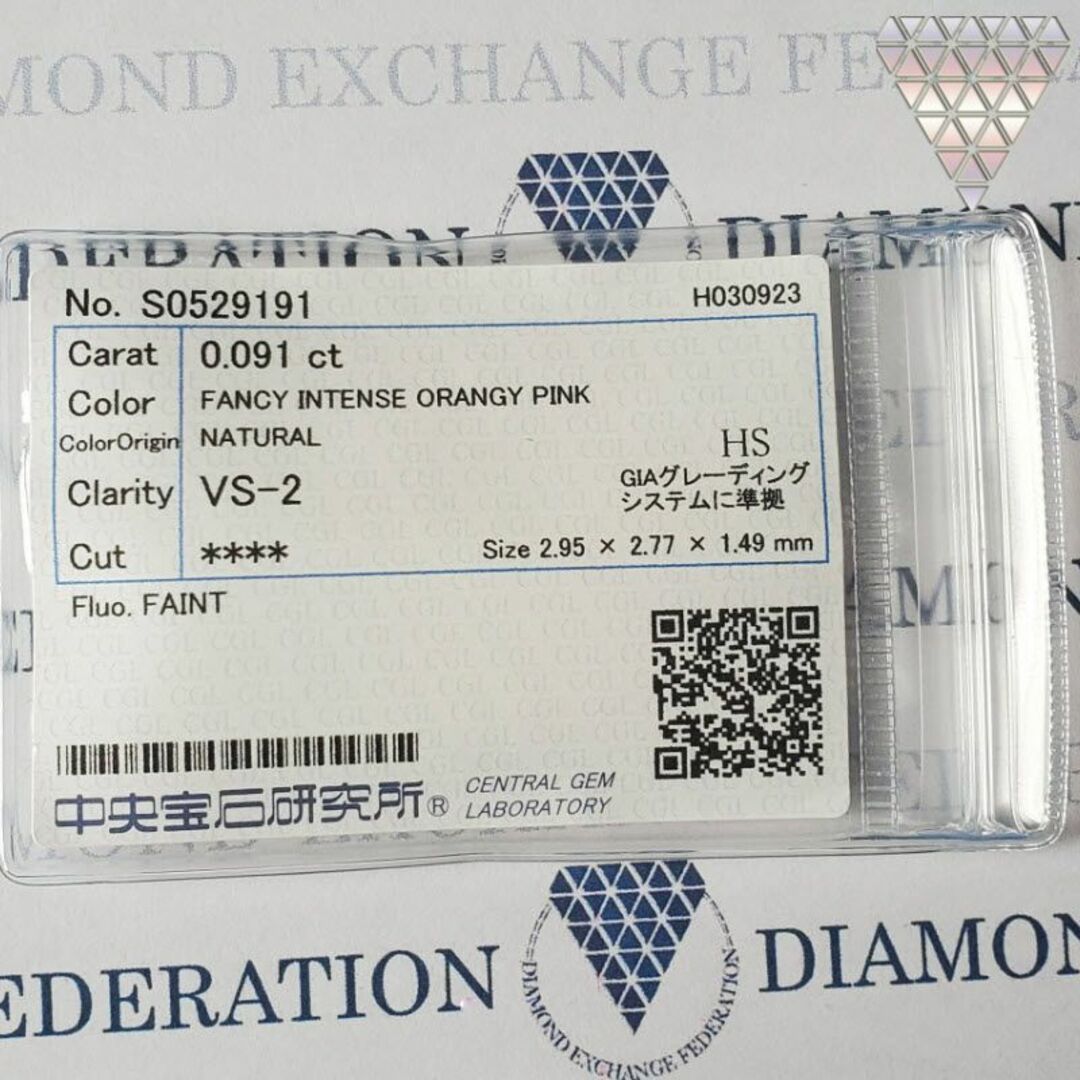 MOND EXCHANGE FE
DERATION DIAMON
No. S0529191 H030923
Carat 0.091 ct
Color FANCY INTENSE ORANGY PINK
ColorOrigin NATURAL
HS
Clarity VS-2
GIAグレーディング
システムに準拠
Cut ****
Size 2.95 × 2.77 × 1.49 mm
Fluo. FAINT
中央宝石研究所® CENTRAL GEM
LABORATORY
EDERATION DIAMON
DIAMOND EXCHANGE FEDERATION